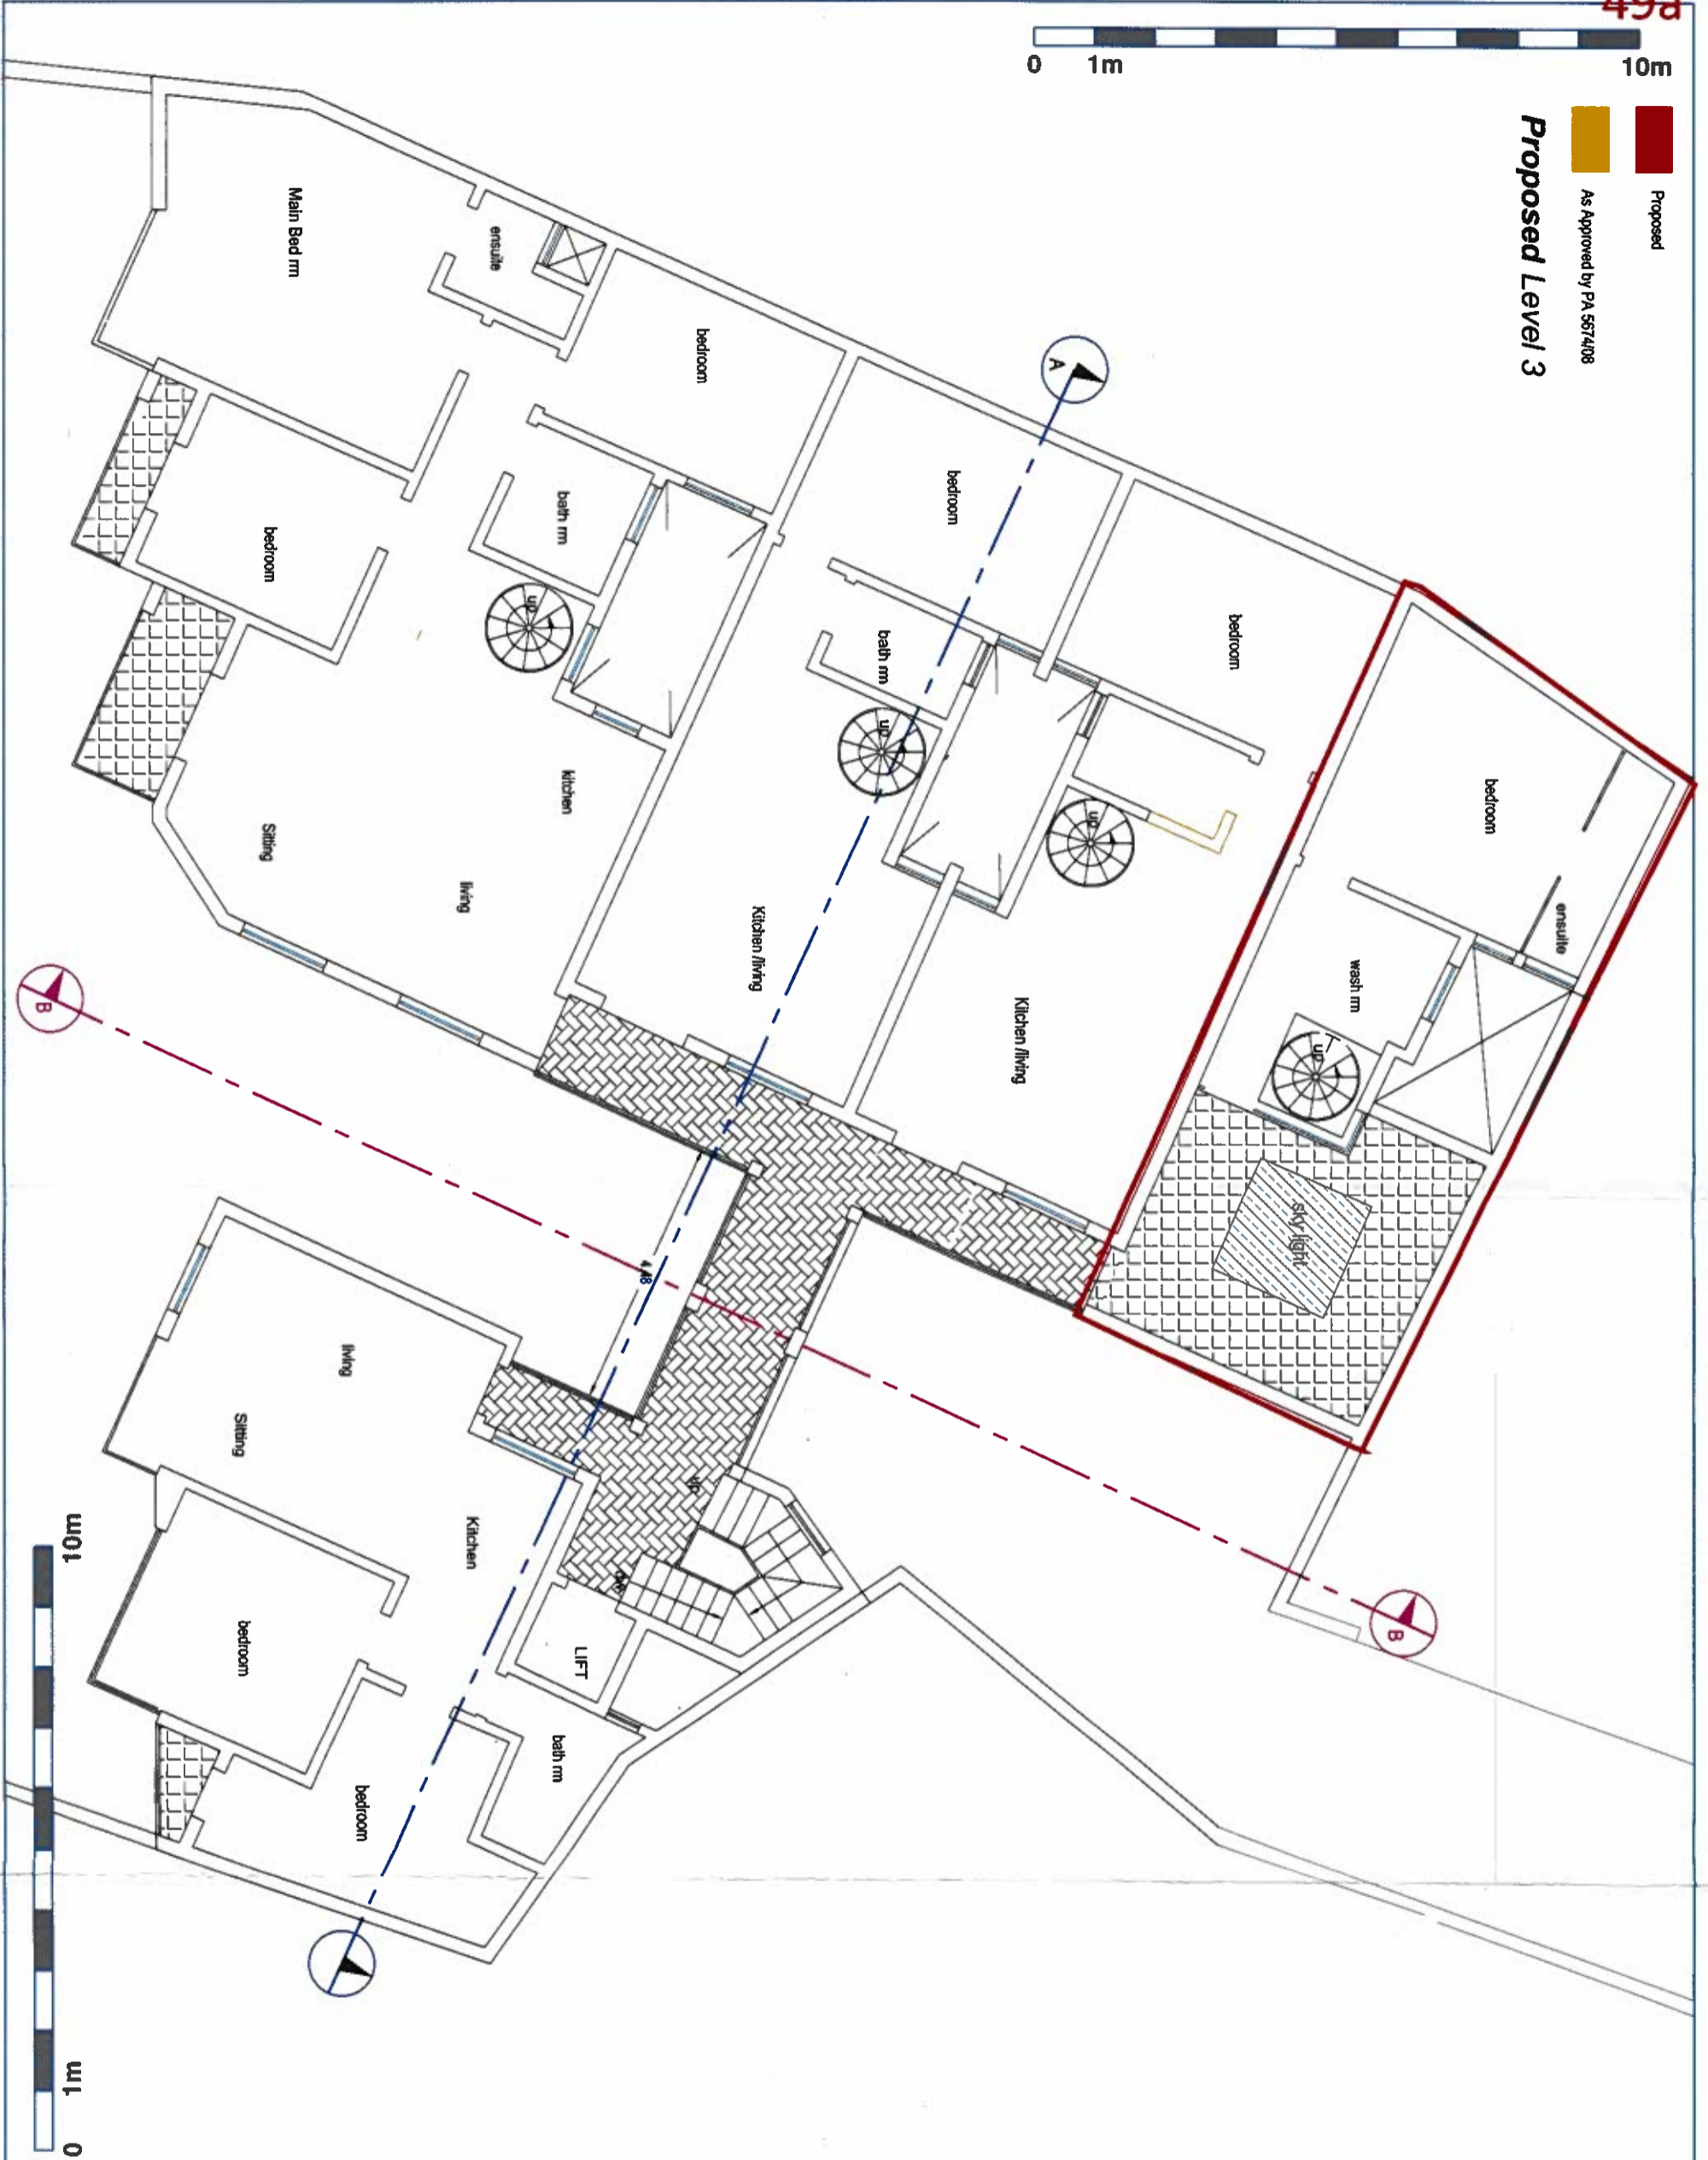 49a
0 1m 10m
Proposed
As Approved by PA 5674/08
Proposed Level 3
Main Bed rm
ensuite
bedroom
A
bedroom
bedroom
bedroom
bath rm
up
bath rm
up
up
bedroom
ensuite
wash rm
up
kitchen
Sitting
living
Kitchen /living
Kitchen /living
sky light
B
4.48
living
Sitting
Kitchen
up
LIFT
bedroom
bath rm
bedroom
B
10m 1m 0